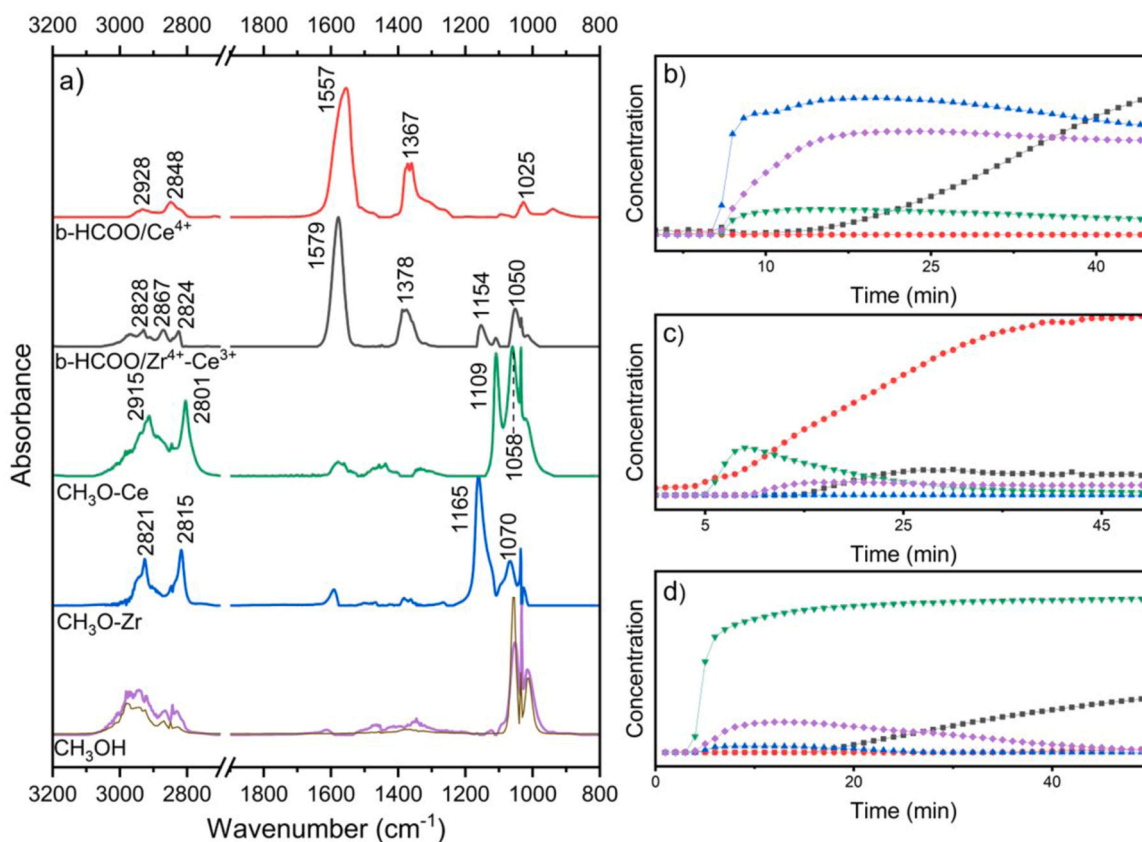 3200 3000 2800 1800 1600 1400 1200 1000 800
a)
1557
1367
2928
2848
1025
b-HCOO/Ce⁴⁺
1579
2828
2867
2824
1378
1154
1050
b-HCOO/Zr⁴⁺-Ce³⁺
2915
2801
1109
1058
CH₃O-Ce
2821
2815
1165
1070
CH₃O-Zr
CH₃OH
3200 3000 2800 1800 1600 1400 1200 1000 800
Absorbance
Wavenumber (cm⁻¹)
b)
Concentration
10 25 40
Time (min)
c)
Concentration
5 25 45
Time (min)
d)
Concentration
0 20 40
Time (min)